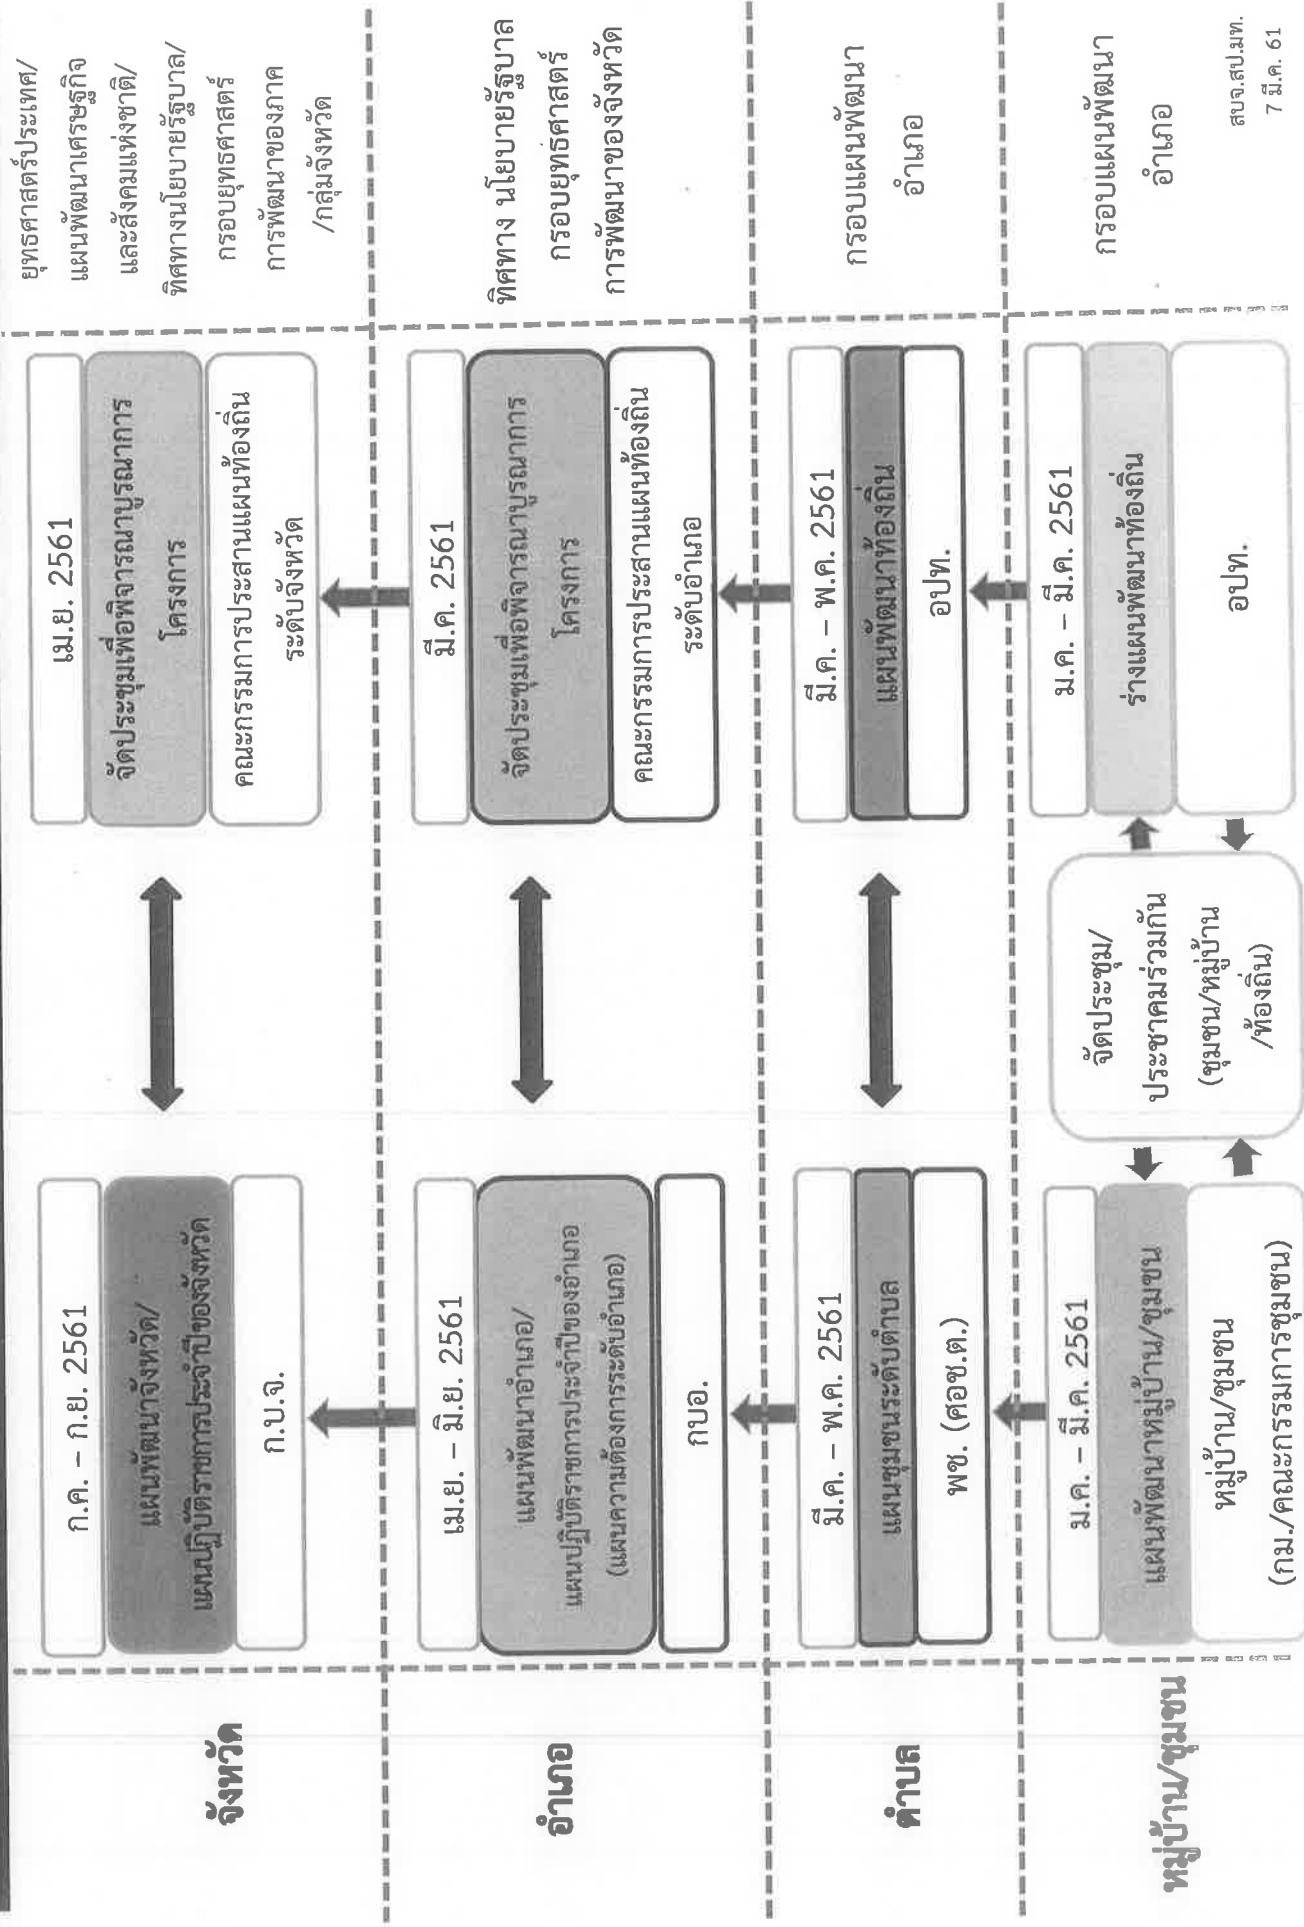 จังหวัด
ก.ค. – ก.ย. 2561
แผนพัฒนาจังหวัด/
แผนปฏิบัติราชการประจำปีของจังหวัด
ก.บ.จ.
เม.ย. 2561
จัดประชุมเพื่อพิจารณาบูรณาการ
โครงการ
คณะกรรมการประสานแผนท้องถิ่น
ระดับจังหวัด
ยุทธศาสตร์ประเทศ/
แผนพัฒนาเศรษฐกิจ
และสังคมแห่งชาติ/
ทิศทางนโยบายรัฐบาล/
กรอบยุทธศาสตร์
การพัฒนาของภาค
/กลุ่มจังหวัด
อำเภอ
เม.ย. – มิ.ย. 2561
แผนพัฒนาอำเภอ/
แผนปฏิบัติราชการประจำปีของอำเภอ
(แผนความต้องการระดับอำเภอ)
กบอ.
มี.ค. 2561
จัดประชุมเพื่อพิจารณาบูรณาการ
โครงการ
คณะกรรมการประสานแผนท้องถิ่น
ระดับอำเภอ
ทิศทาง นโยบายรัฐบาล
กรอบยุทธศาสตร์
การพัฒนาของจังหวัด
ตำบล
มี.ค. – พ.ค. 2561
แผนชุมชนระดับตำบล
พช. (ศอช.ต.)
มี.ค. – พ.ค. 2561
แผนพัฒนาท้องถิ่น
อปท.
กรอบแผนพัฒนา
อำเภอ
หมู่บ้าน/ชุมชน
ม.ค. – มี.ค. 2561
แผนพัฒนาหมู่บ้าน/ชุมชน
หมู่บ้าน/ชุมชน
(กม./คณะกรรมการชุมชน)
จัดประชุม/
ประชาคมร่วมกัน
(ชุมชน/หมู่บ้าน
/ท้องถิ่น)
ม.ค. – มี.ค. 2561
ร่างแผนพัฒนาท้องถิ่น
อปท.
กรอบแผนพัฒนา
อำเภอ
สบจ.สป.มท.
7 มี.ค. 61